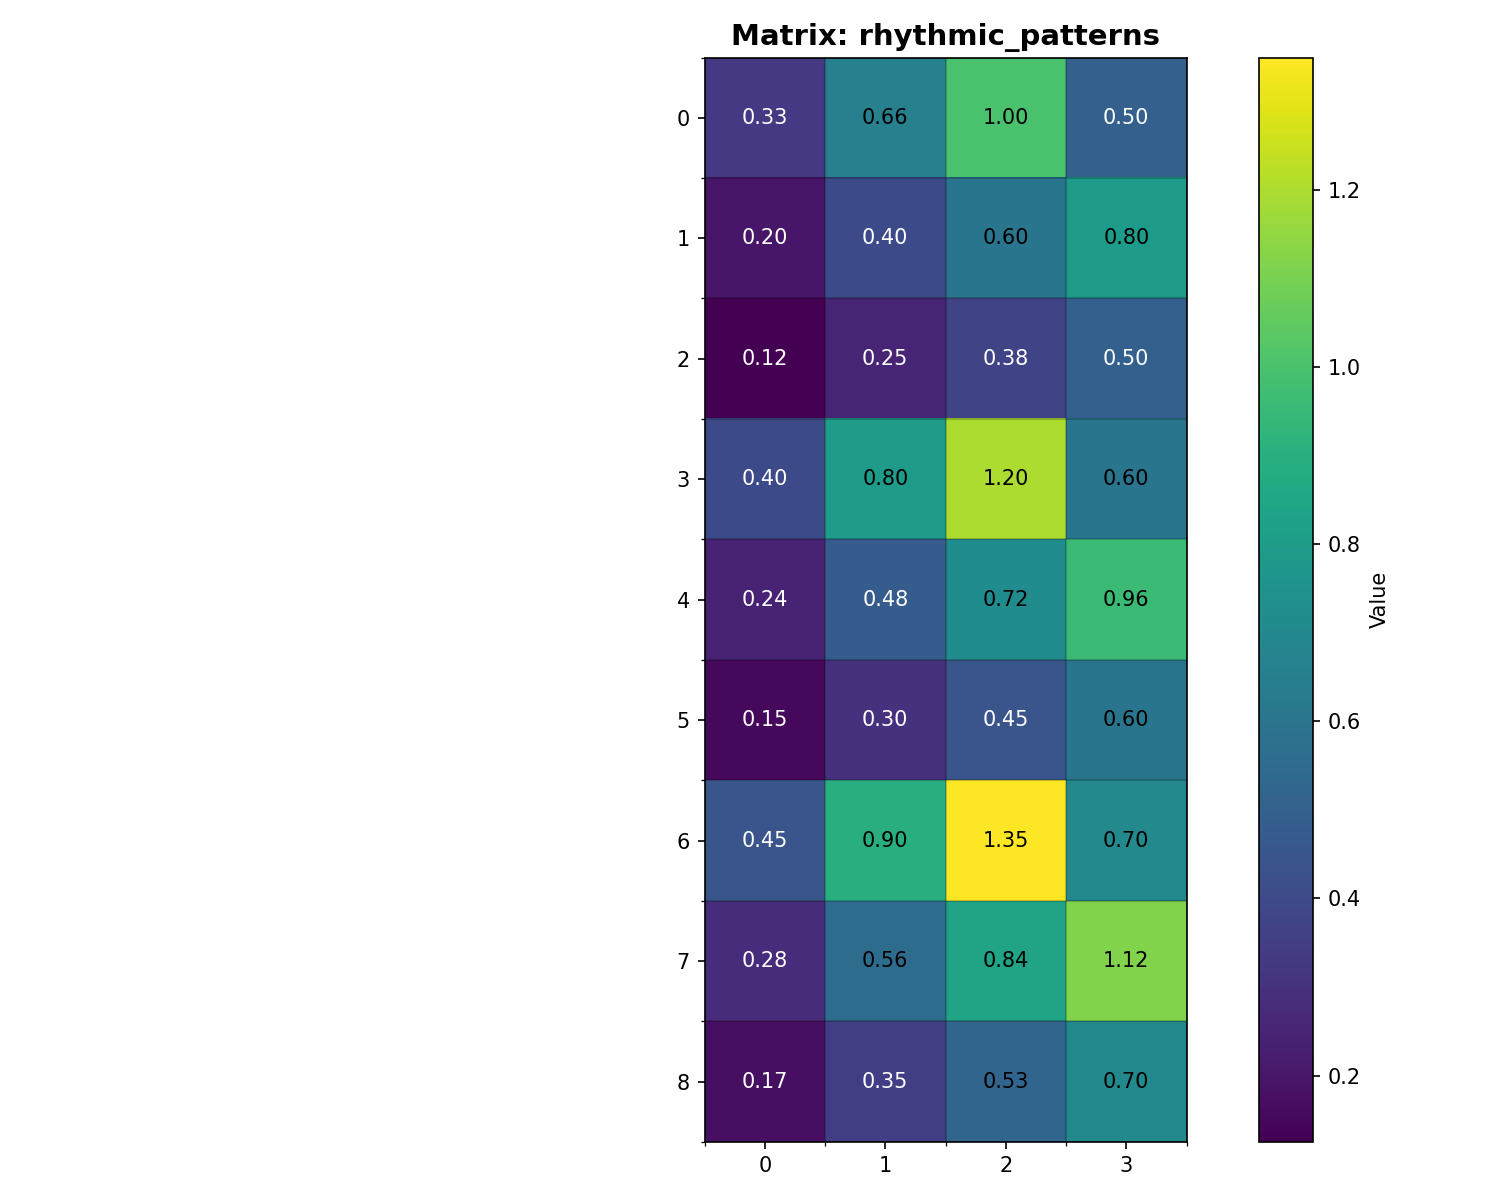 Matrix: rhythmic_patterns
0 0.33 0.66 1.00 0.50
1 0.20 0.40 0.60 0.80
2 0.12 0.25 0.38 0.50
3 0.40 0.80 1.20 0.60
4 0.24 0.48 0.72 0.96
5 0.15 0.30 0.45 0.60
6 0.45 0.90 1.35 0.70
7 0.28 0.56 0.84 1.12
8 0.17 0.35 0.53 0.70
0 1 2 3
1.2
1.0
0.8
0.6
0.4
0.2
Value